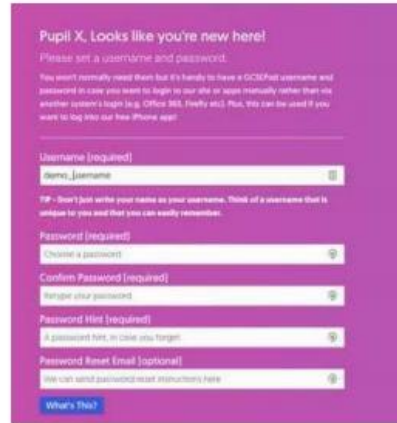 Pupil X, Looks like you're new here!
Please set a username and password.
You won't normally need them but it's handy to have a GCSEPod username and
password in case you want to login to our site or apps manually rather than via
another system's login (e.g. Office 365, Firefly etc). Plus, this can be used if you
want to log into our free iPhone app!
Username (required)
demo_username
TIP - Don't just write your name as your username. Think of a username that is
unique to you and that you can easily remember.
Password (required)
Choose a password
Confirm Password (required)
Retype your password
Password Hint (required)
A password hint, in case you forget
Password Reset Email (optional)
We can send password reset instructions here
What's This?